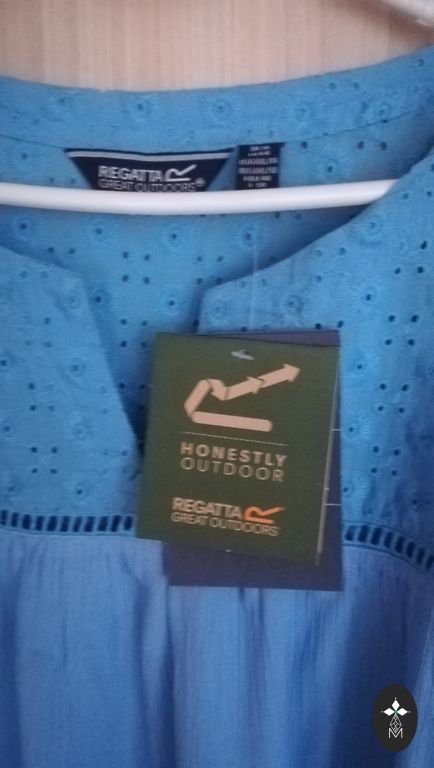 REGATTA
GREAT OUTDOORS®
HONESTLY
OUTDOOR
REGATTA
GREAT OUTDOORS
M